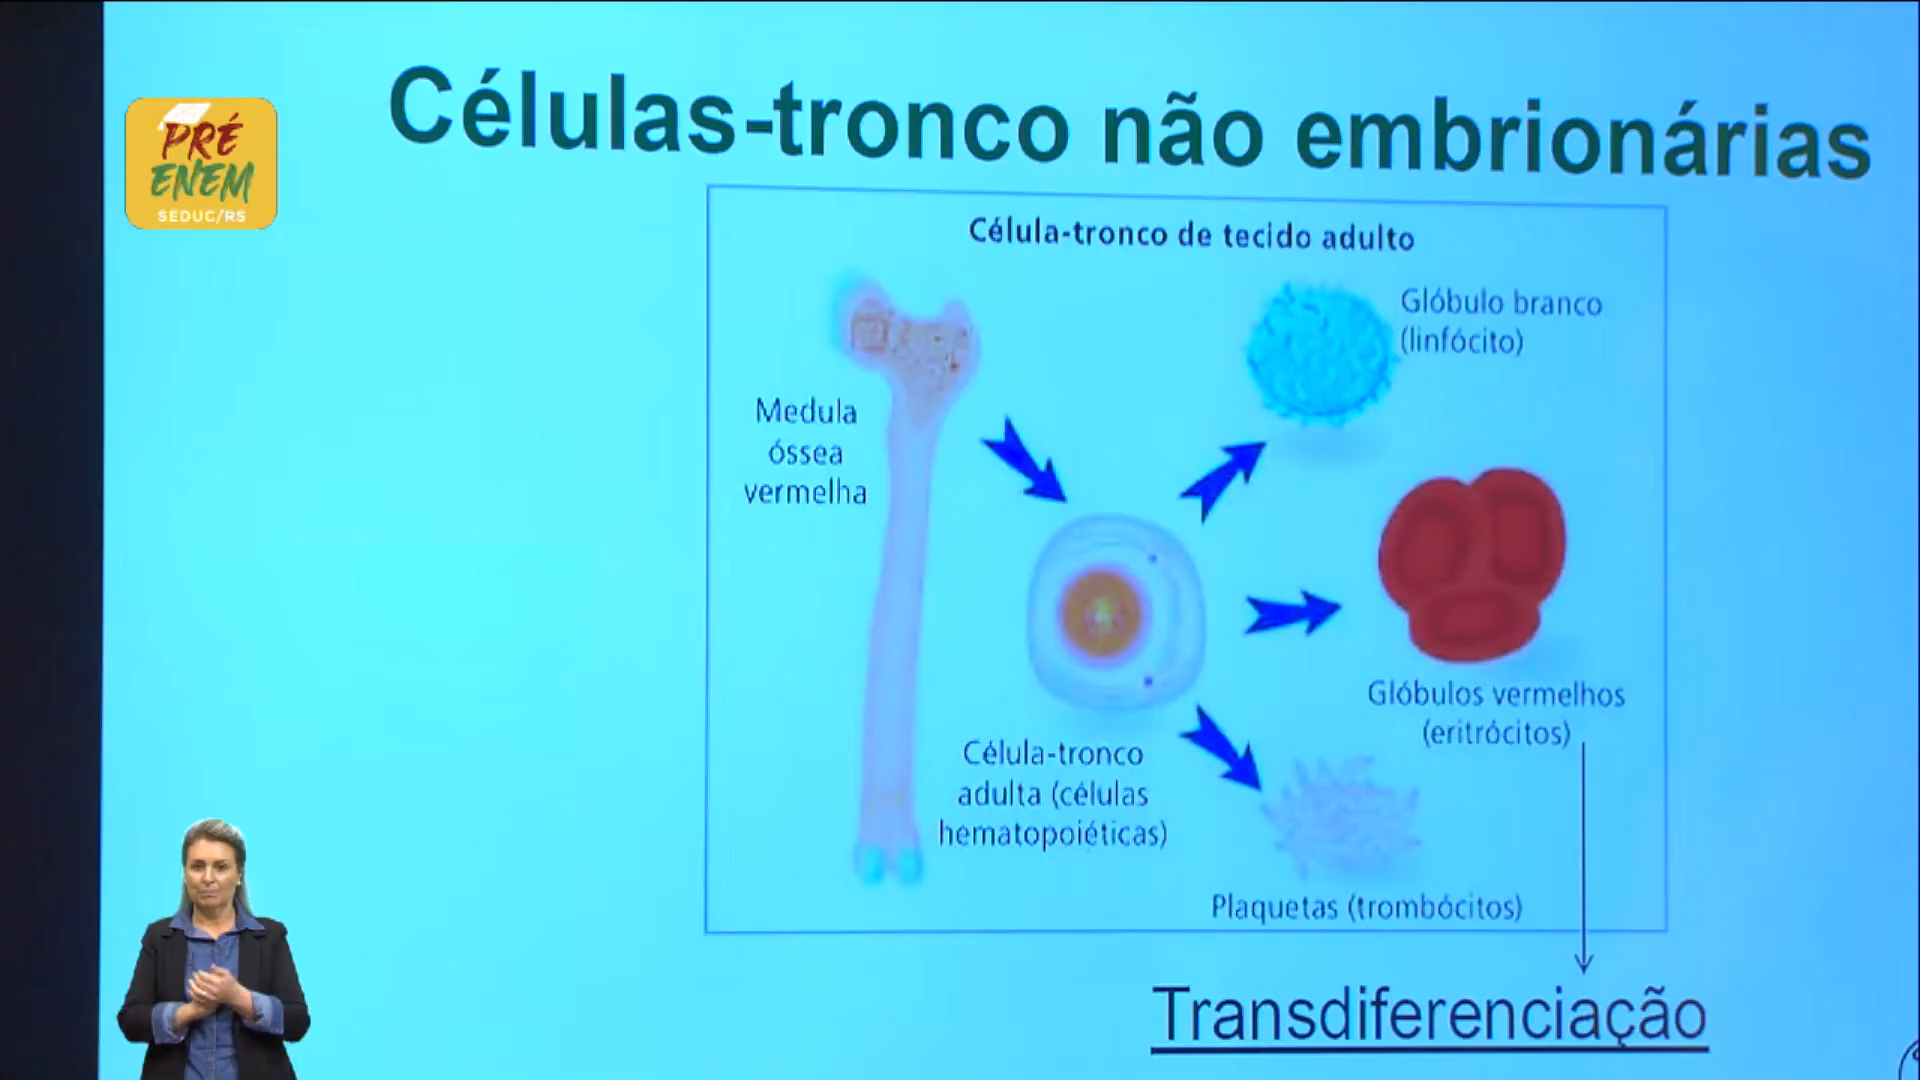 Células-tronco não embrionárias
PRÉ
ENEM
SEDUC/RS
Célula-tronco de tecido adulto
Glóbulo branco
(linfócito)
Medula
óssea
vermelha
Glóbulos vermelhos
(eritrócitos)
Célula-tronco
adulta (células
hematopoiéticas)
Plaquetas (trombócitos)
Transdiferenciação